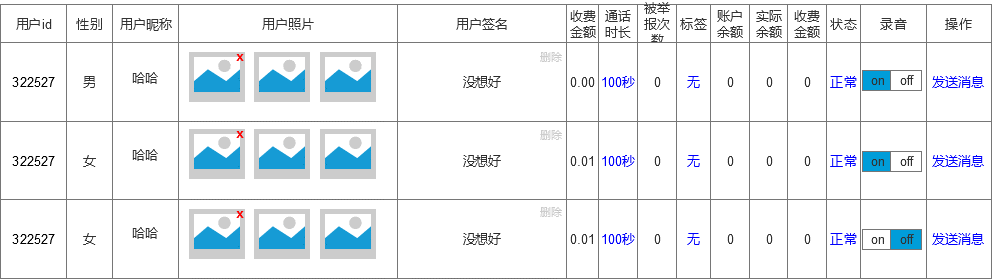 用户id 性别 用户昵称 用户照片 用户签名 收费金额 通话时长 被举报次数 标签 账户余额 实际余额 收费金额 状态 录音 操作
322527 男 哈哈 x 没想好 删除 0.00 100秒 0 无 0 0 0 正常 on off 发送消息
322527 女 哈哈 x 没想好 删除 0.01 100秒 0 无 0 0 0 正常 on off 发送消息
322527 女 哈哈 x 没想好 删除 0.01 100秒 0 无 0 0 0 正常 on off 发送消息